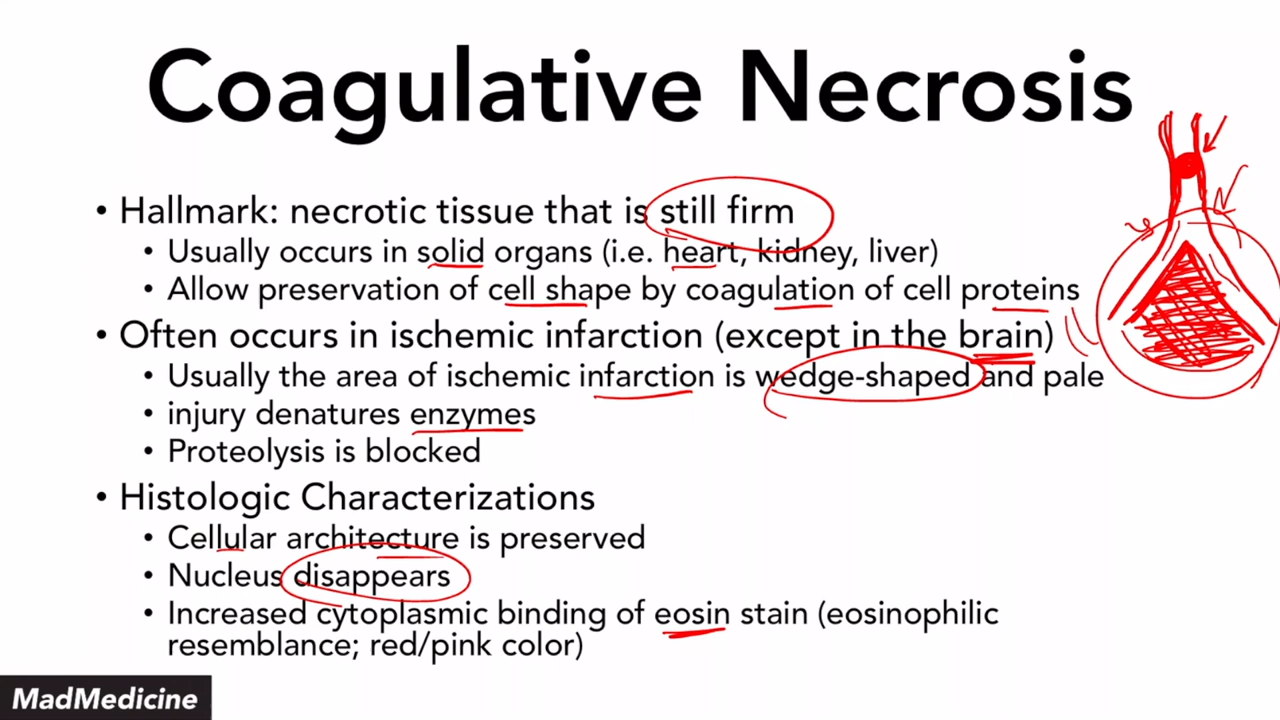 Coagulative Necrosis
• Hallmark: necrotic tissue that is still firm
• Usually occurs in solid organs (i.e. heart, kidney, liver)
• Allow preservation of cell shape by coagulation of cell proteins
• Often occurs in ischemic infarction (except in the brain)
• Usually the area of ischemic infarction is wedge-shaped and pale
• injury denatures enzymes
• Proteolysis is blocked
• Histologic Characterizations
• Cellular architecture is preserved
• Nucleus disappears
• Increased cytoplasmic binding of eosin stain (eosinophilic
resemblance; red/pink color)
MadMedicine